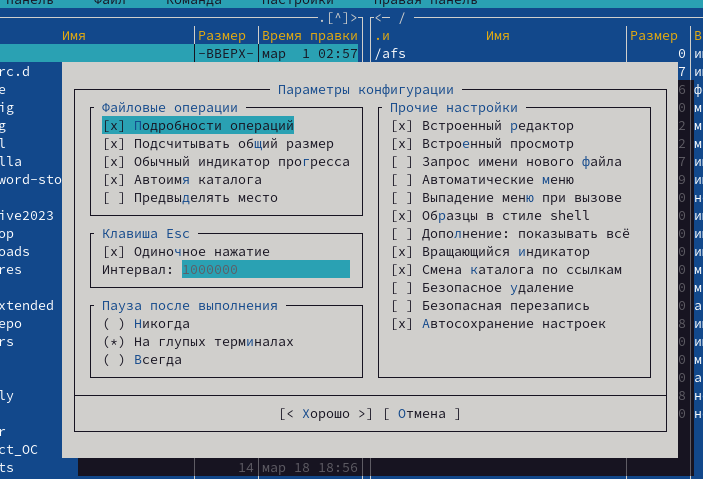 Панель Файл Команда Настройки Правая панель
.[^]> <— /
Имя Размер Время правки .и Имя Размер В
-ВВЕРХ- мар 1 02:57 /afs 0 и
rc.d 7 и
Параметры конфигурации
Файловые операции
[x] Подробности операций
[x] Подсчитывать общий размер
[x] Обычный индикатор прогресса
[x] Автоимя каталога
[ ] Предвыделять место
Клавиша Esc
[x] Одиночное нажатие
Интервал: 1000000
Пауза после выполнения
( ) Никогда
(*) На глупых терминалах
( ) Всегда
Прочие настройки
[x] Встроенный редактор
[x] Встроенный просмотр
[ ] Запрос имени нового файла
[ ] Автоматические меню
[ ] Выпадение меню при вызове
[x] Образцы в стиле shell
[ ] Дополнение: показывать всё
[x] Вращающийся индикатор
[x] Смена каталога по ссылкам
[ ] Безопасное удаление
[ ] Безопасная перезапись
[x] Автосохранение настроек
[< Хорошо >] [ Отмена ]
e
ig
g
l
lla
word-sto
ive2023
op
oads
res
xtended
epo
rs
ly
r
ct_OC
ts 14 мар 18 18:56